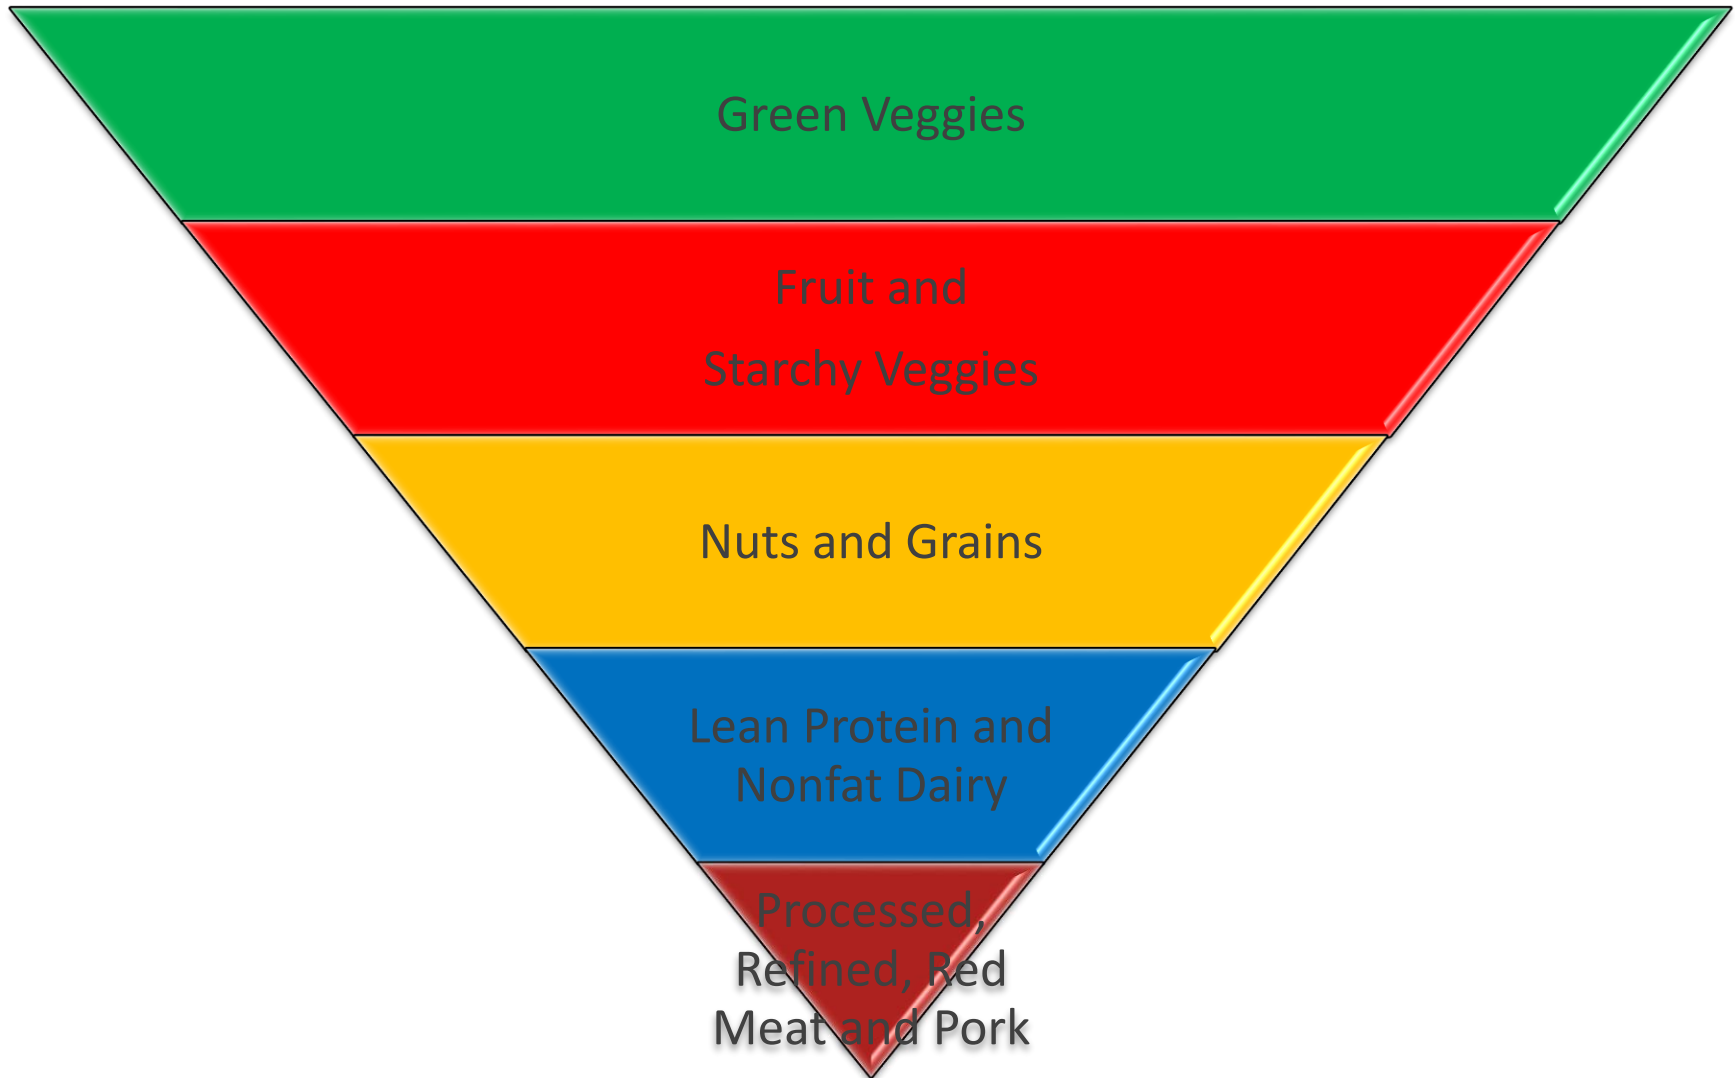 Green Veggies
Fruit and
Starchy Veggies
Nuts and Grains
Lean Protein and
Nonfat Dairy
Processed,
Refined, Red
Meat and Pork